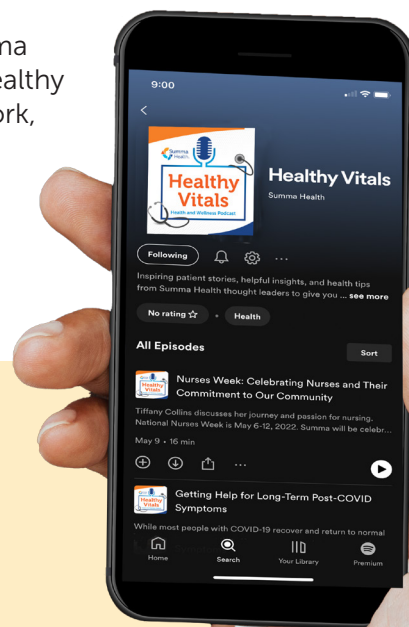 ma
ealthy
ork,
9:00
Summa
Health
Healthy
Vitals
Health and Wellness Podcast
Healthy Vitals
Summa Health
Following
Inspiring patient stories, helpful insights, and health tips
from Summa Health thought leaders to give you ... see more
No rating
Health
All Episodes
Sort
Healthy
Vitals
Nurses Week: Celebrating Nurses and Their
Commitment to Our Community
Tiffany Collins discusses her journey and passion for nursing.
National Nurses Week is May 6-12, 2022. Summa will be celebr...
May 9 • 16 min
Healthy
Vitals
Getting Help for Long-Term Post-COVID
Symptoms
While most people with COVID-19 recover and return to normal
Home
Search
Your Library
Premium